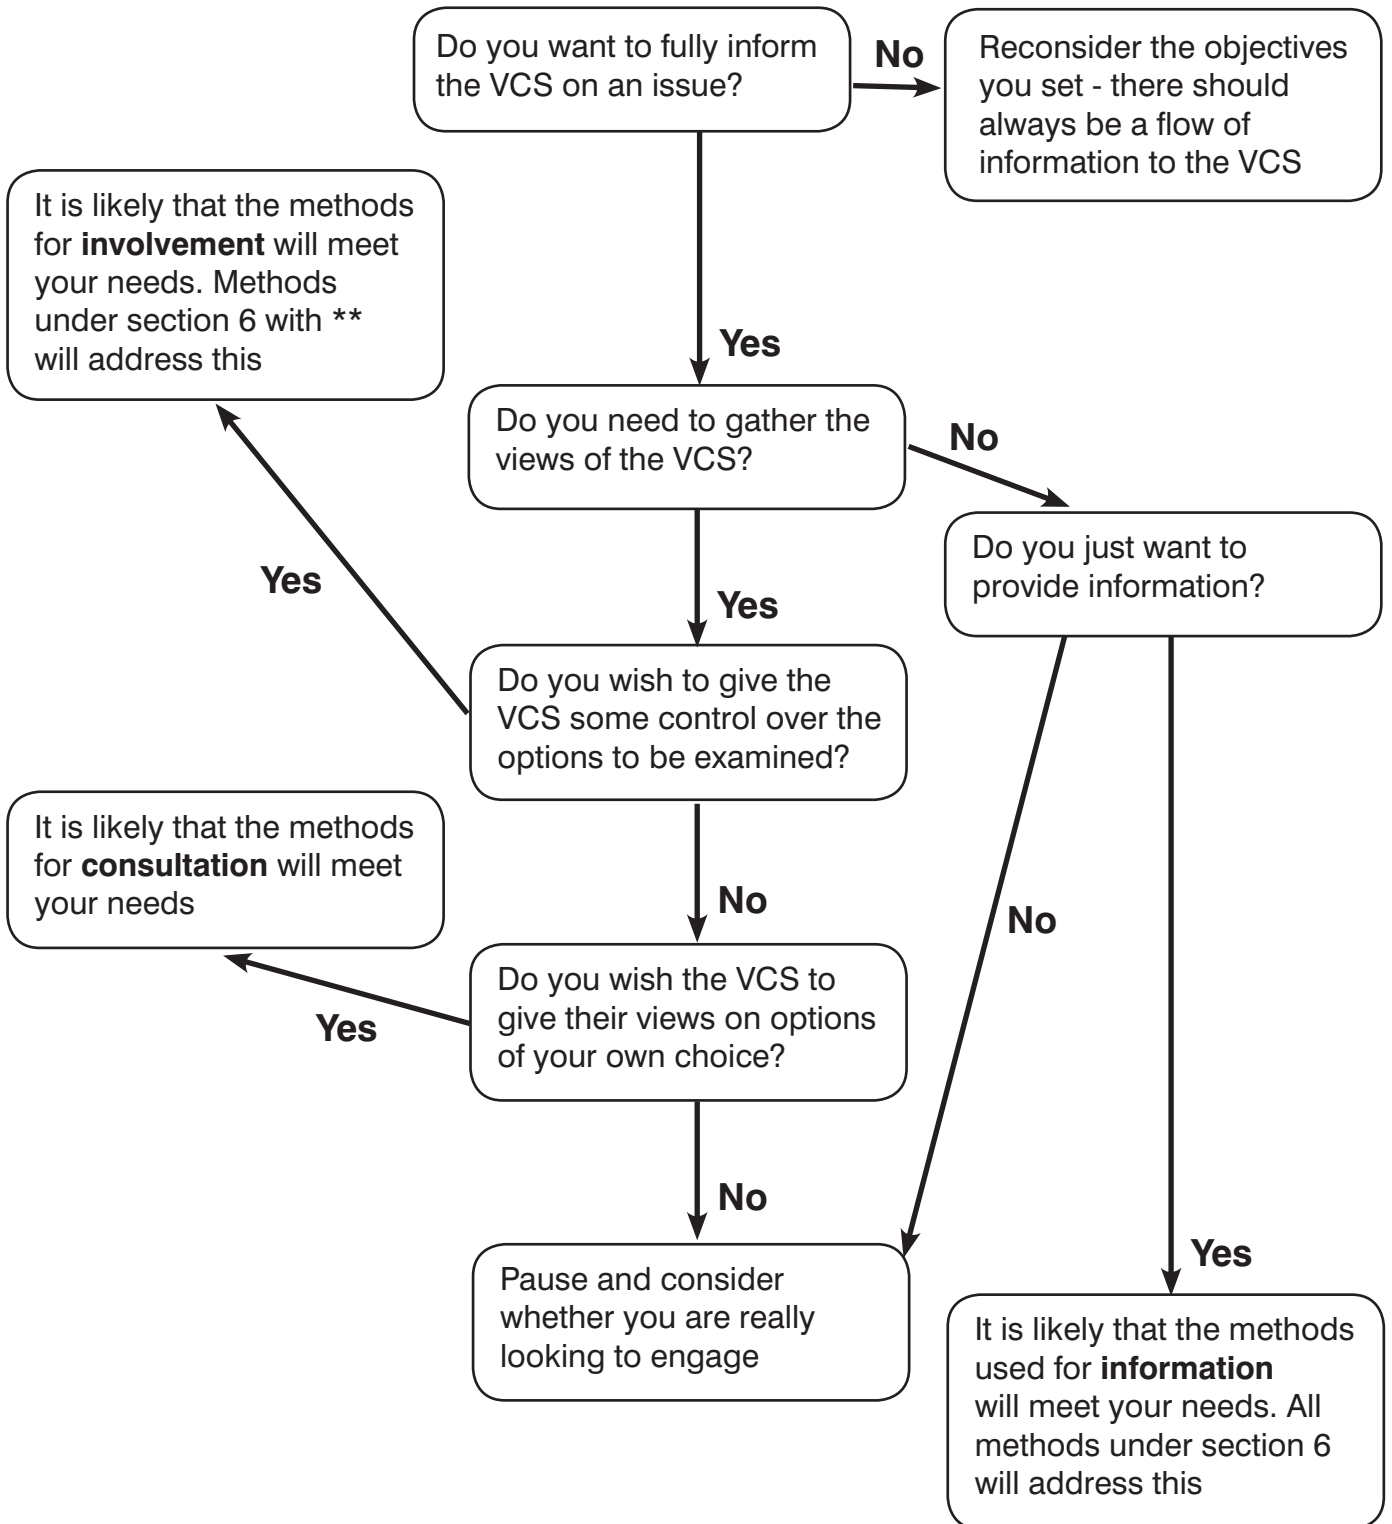 Do you want to fully inform
the VCS on an issue?
No
Reconsider the objectives
you set - there should
always be a flow of
information to the VCS
It is likely that the methods
for involvement will meet
your needs. Methods
under section 6 with **
will address this
Yes
Do you need to gather the
views of the VCS?
No
Do you just want to
provide information?
Yes
Yes
Do you wish to give the
VCS some control over the
options to be examined?
It is likely that the methods
for consultation will meet
your needs
No
No
Do you wish the VCS to
give their views on options
of your own choice?
Yes
No
Pause and consider
whether you are really
looking to engage
Yes
It is likely that the methods
used for information
will meet your needs. All
methods under section 6
will address this